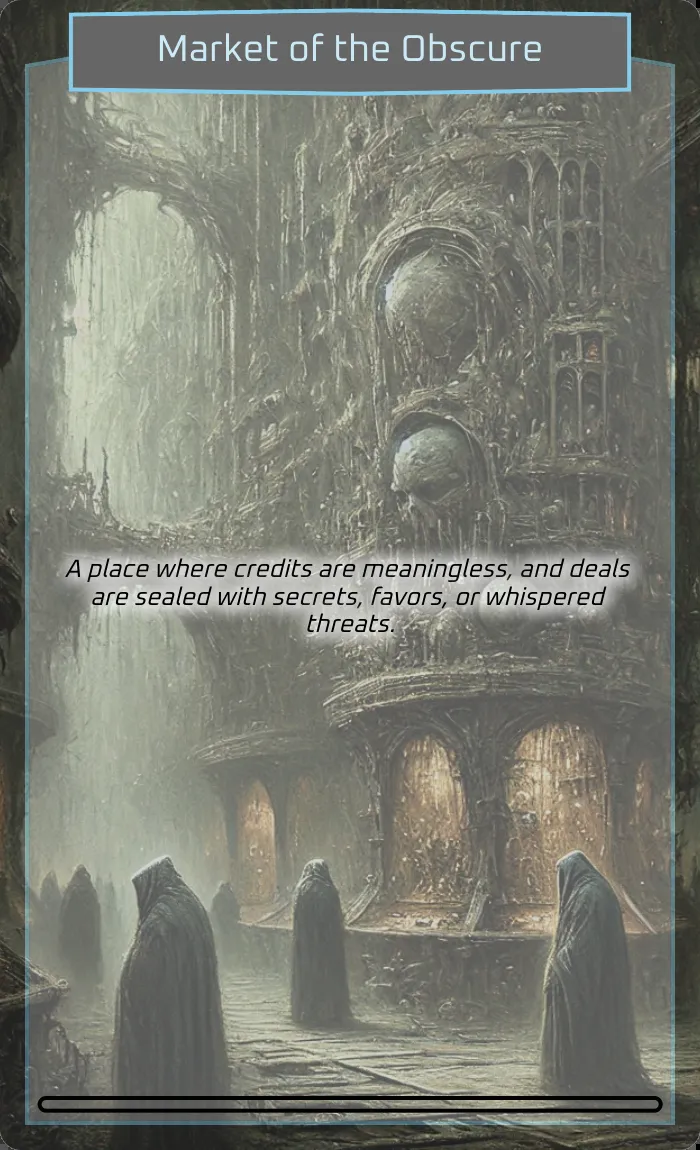 Market of the Obscure
A place where credits are meaningless, and deals
are sealed with secrets, favors, or whispered
threats.